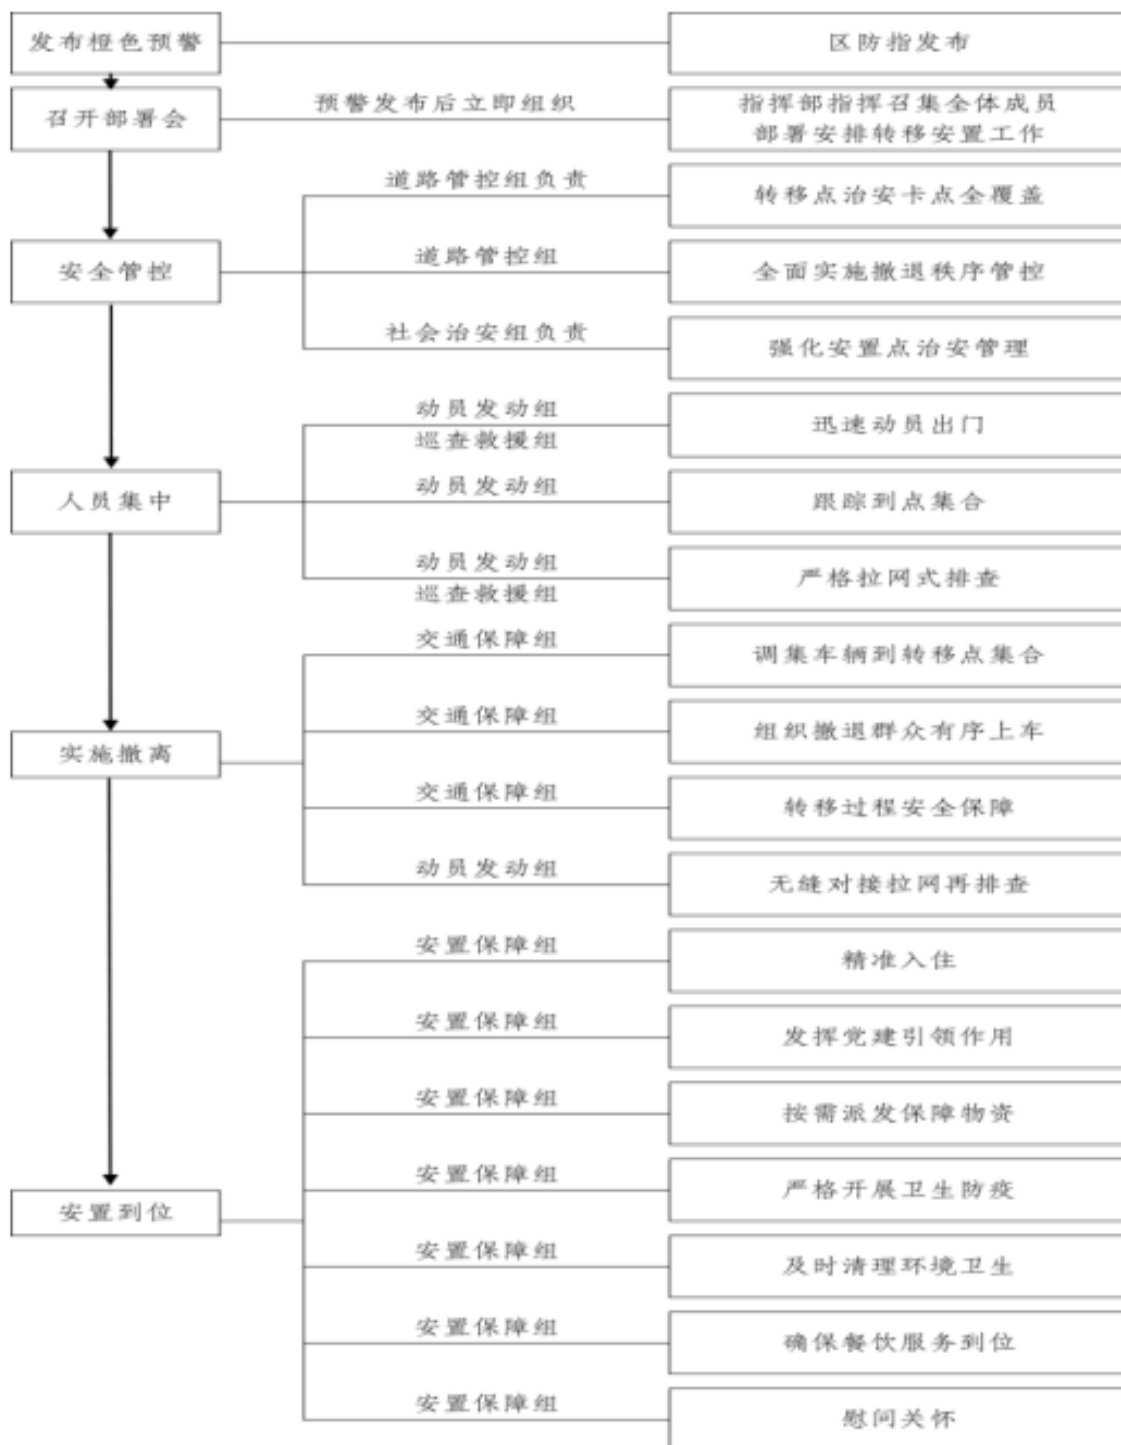 发布橙色预警
区防指发布
召开部署会
预警发布后立即组织
指挥部指挥召集全体成员
部署安排转移安置工作
道路管控组负责
转移点治安卡点全覆盖
安全管控
道路管控组
全面实施撤退秩序管控
社会治安组负责
强化安置点治安管理
动员发动组
巡查救援组
迅速动员出门
人员集中
动员发动组
跟踪到点集合
动员发动组
巡查救援组
严格拉网式排查
交通保障组
调集车辆到转移点集合
交通保障组
组织撤退群众有序上车
实施撤离
交通保障组
转移过程安全保障
动员发动组
无缝对接拉网再排查
安置保障组
精准入住
安置保障组
发挥党建引领作用
安置保障组
按需派发保障物资
安置保障组
严格开展卫生防疫
安置到位
安置保障组
及时清理环境卫生
安置保障组
确保餐饮服务到位
安置保障组
慰问关怀